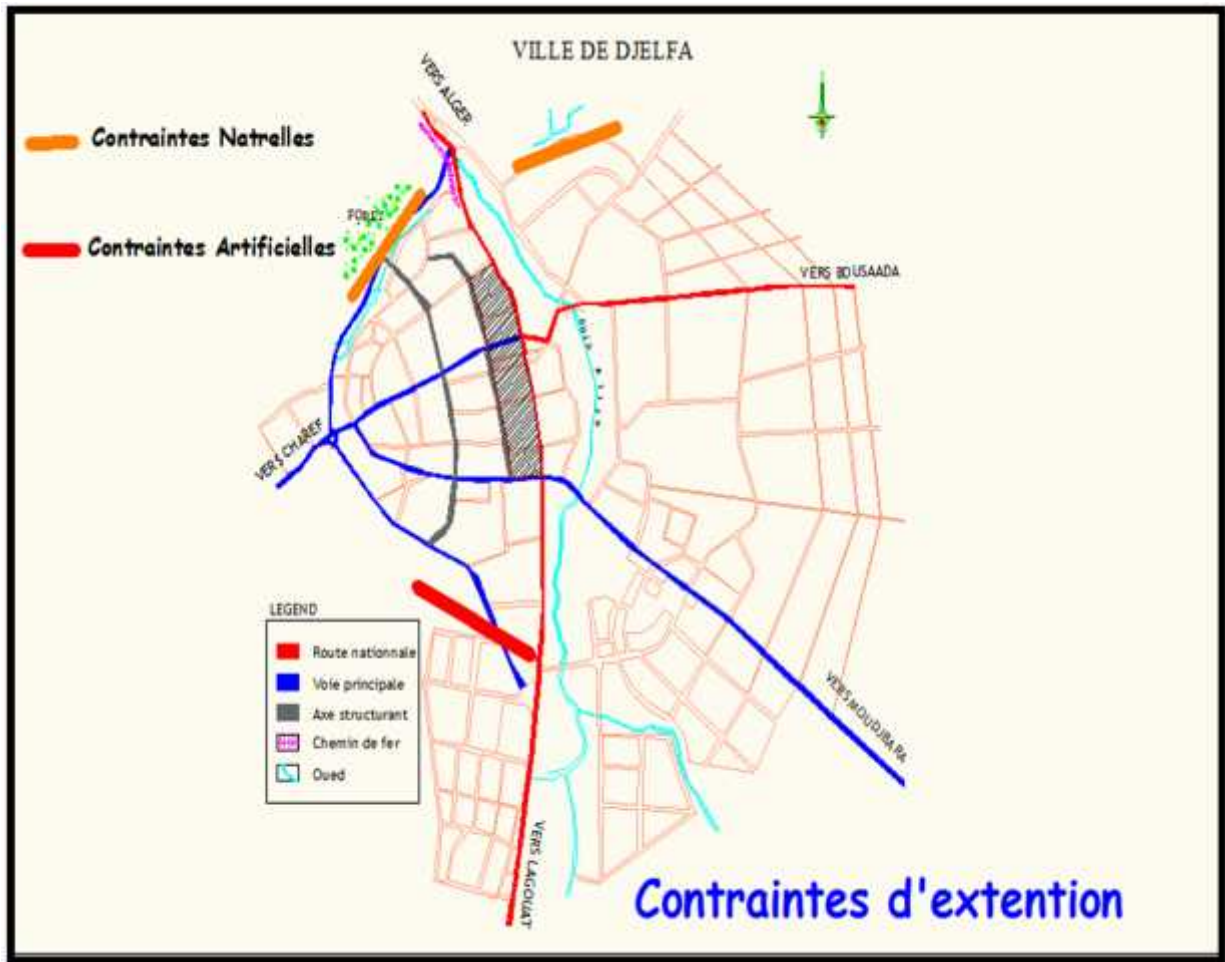 VILLE DE DJELFA
VERS ALGER
Contraintes Natrelles
FORET
Contraintes Artificielles
VERS BOUSAADA
VERS CHAREF
LEGEND
Route nationnale
Voie principale
Axe structurant
Chemin de fer
Oued
VERS MOUDJBARA
VERS LAGOUAT
Contraintes d'extention